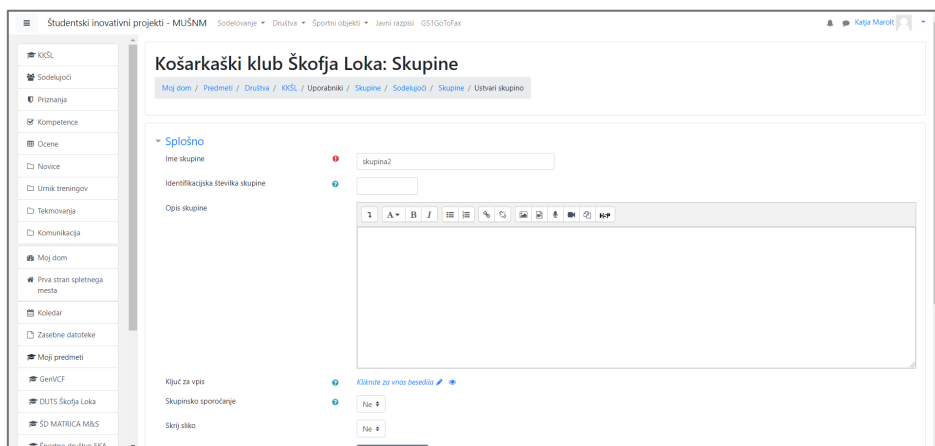 Študentski inovativni projekti - MUŠNM Sodelovanje Društva Športni objekti Javni razpisi GS1GoToFax Katja Marolt
KKŠL
Sodelujoči
Priznanja
Kompetence
Ocene
Novice
Urnik treningov
Tekmovanja
Komunikacija
Moj dom
Prva stran spletnega
mesta
Koledar
Zasebne datoteke
Moji predmeti
GenVCF
DUTS Škofja Loka
ŠD MATRICA M&S
Košarkaški klub Škofja Loka: Skupine
Moj dom / Predmeti / Društva / KKŠL / Uporabniki / Skupine / Sodelujoči / Skupine / Ustvari skupino
Splošno
Ime skupine
skupina2
Identifikacijska številka skupine
Opis skupine
A B I H-P
Ključ za vpis
Kliknite za vnos besedila
Skupinsko sporočanje
Ne
Skrij sliko
Ne